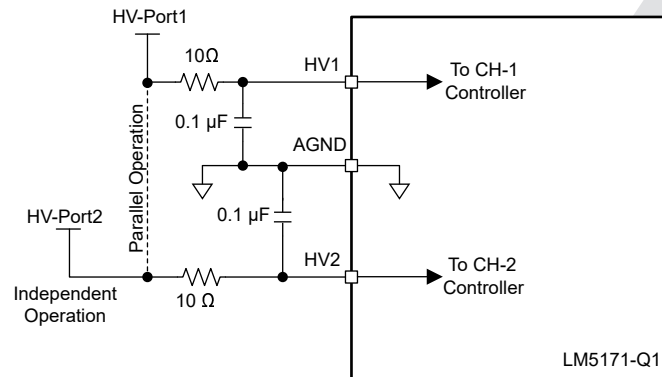 HV-Port1
10Ω
HV1
To CH-1
Controller
0.1 µF
AGND
Parallel Operation
0.1 µF
HV-Port2
HV2
To CH-2
Controller
Independent
Operation
10 Ω
LM5171-Q1